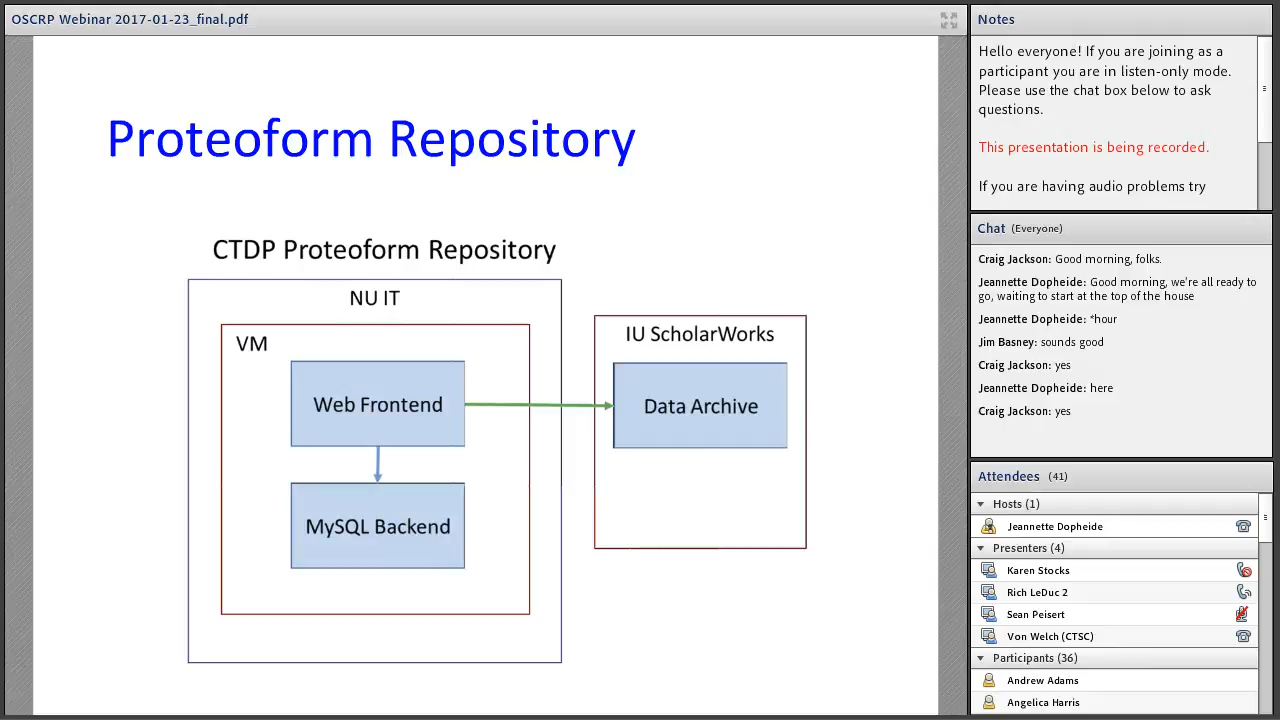 OSCRP Webinar 2017-01-23_final.pdf
Proteoform Repository
CTDP Proteoform Repository
NU IT
VM
Web Frontend
MySQL Backend
IU ScholarWorks
Data Archive
Notes
Hello everyone! If you are joining as a
participant you are in listen-only mode.
Please use the chat box below to ask
questions.
This presentation is being recorded.
If you are having audio problems try
Chat (Everyone)
Craig Jackson: Good morning, folks.
Jeannette Dopheide: Good morning, we're all ready to
go, waiting to start at the top of the house
Jeannette Dopheide: *hour
Jim Basney: sounds good
Craig Jackson: yes
Jeannette Dopheide: here
Craig Jackson: yes
Attendees (41)
Hosts (1)
Jeannette Dopheide
Presenters (4)
Karen Stocks
Rich LeDuc 2
Sean Peisert
Von Welch (CTSC)
Participants (36)
Andrew Adams
Angelica Harris